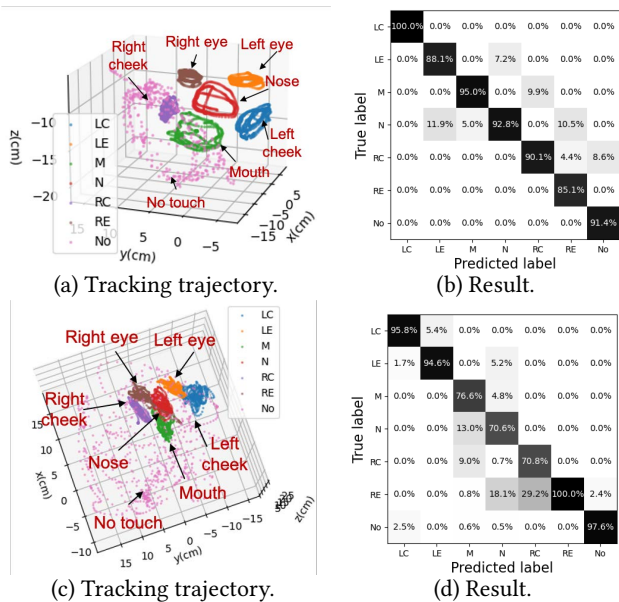 Right cheek
Right eye
Left eye
Nose
Left cheek
Mouth
No touch
LC
LE
M
N
RC
RE
No
z(cm)
−10
−15
−20
15 10 5 0 −5
y(cm)
−15 −10 −5 0 5
x(cm)
(a) Tracking trajectory.
True label
LC 100.0% 0.0% 0.0% 0.0% 0.0% 0.0% 0.0%
LE 0.0% 88.1% 0.0% 7.2% 0.0% 0.0% 0.0%
M 0.0% 0.0% 95.0% 0.0% 9.9% 0.0% 0.0%
N 0.0% 11.9% 5.0% 92.8% 0.0% 10.5% 0.0%
RC 0.0% 0.0% 0.0% 0.0% 90.1% 4.4% 8.6%
RE 0.0% 0.0% 0.0% 0.0% 0.0% 85.1% 0.0%
No 0.0% 0.0% 0.0% 0.0% 0.0% 0.0% 91.4%
LC LE M N RC RE No
Predicted label
(b) Result.
Right eye
Left eye
Right cheek
Nose
Left cheek
Mouth
No touch
LC
LE
M
N
RC
RE
No
x(cm)
15
10
5
0
−5
−10
15 10 5 0 −5 −10 −15
y(cm)
z(cm)
(c) Tracking trajectory.
True label
LC 95.8% 5.4% 0.0% 0.0% 0.0% 0.0% 0.0%
LE 1.7% 94.6% 0.0% 5.2% 0.0% 0.0% 0.0%
M 0.0% 0.0% 76.6% 4.8% 0.0% 0.0% 0.0%
N 0.0% 0.0% 13.0% 70.6% 0.0% 0.0% 0.0%
RC 0.0% 0.0% 9.0% 0.7% 70.8% 0.0% 0.0%
RE 0.0% 0.0% 0.8% 18.1% 29.2% 100.0% 2.4%
No 2.5% 0.0% 0.6% 0.5% 0.0% 0.0% 97.6%
LC LE M N RC RE No
Predicted label
(d) Result.